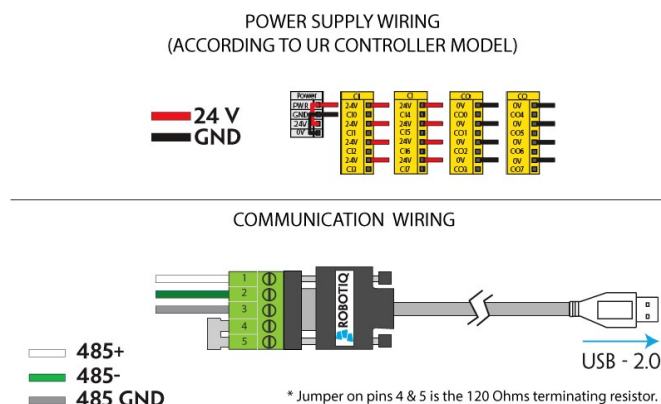 POWER SUPPLY WIRING
(ACCORDING TO UR CONTROLLER MODEL)
24 V
GND
Power
PWR
GND
24V
0V
CI
24V
CI0
24V
CI1
24V
CI2
24V
CI3
CI
24V
CI4
24V
CI5
24V
CI6
24V
CI7
CO
0V
CO0
0V
CO1
0V
CO2
0V
CO3
CO
0V
CO4
0V
CO5
0V
CO6
0V
CO7
COMMUNICATION WIRING
1
2
3
4
5
ROBOTIQ
USB - 2.0
485+
485-
485 GND
* Jumper on pins 4 & 5 is the 120 Ohms terminating resistor.